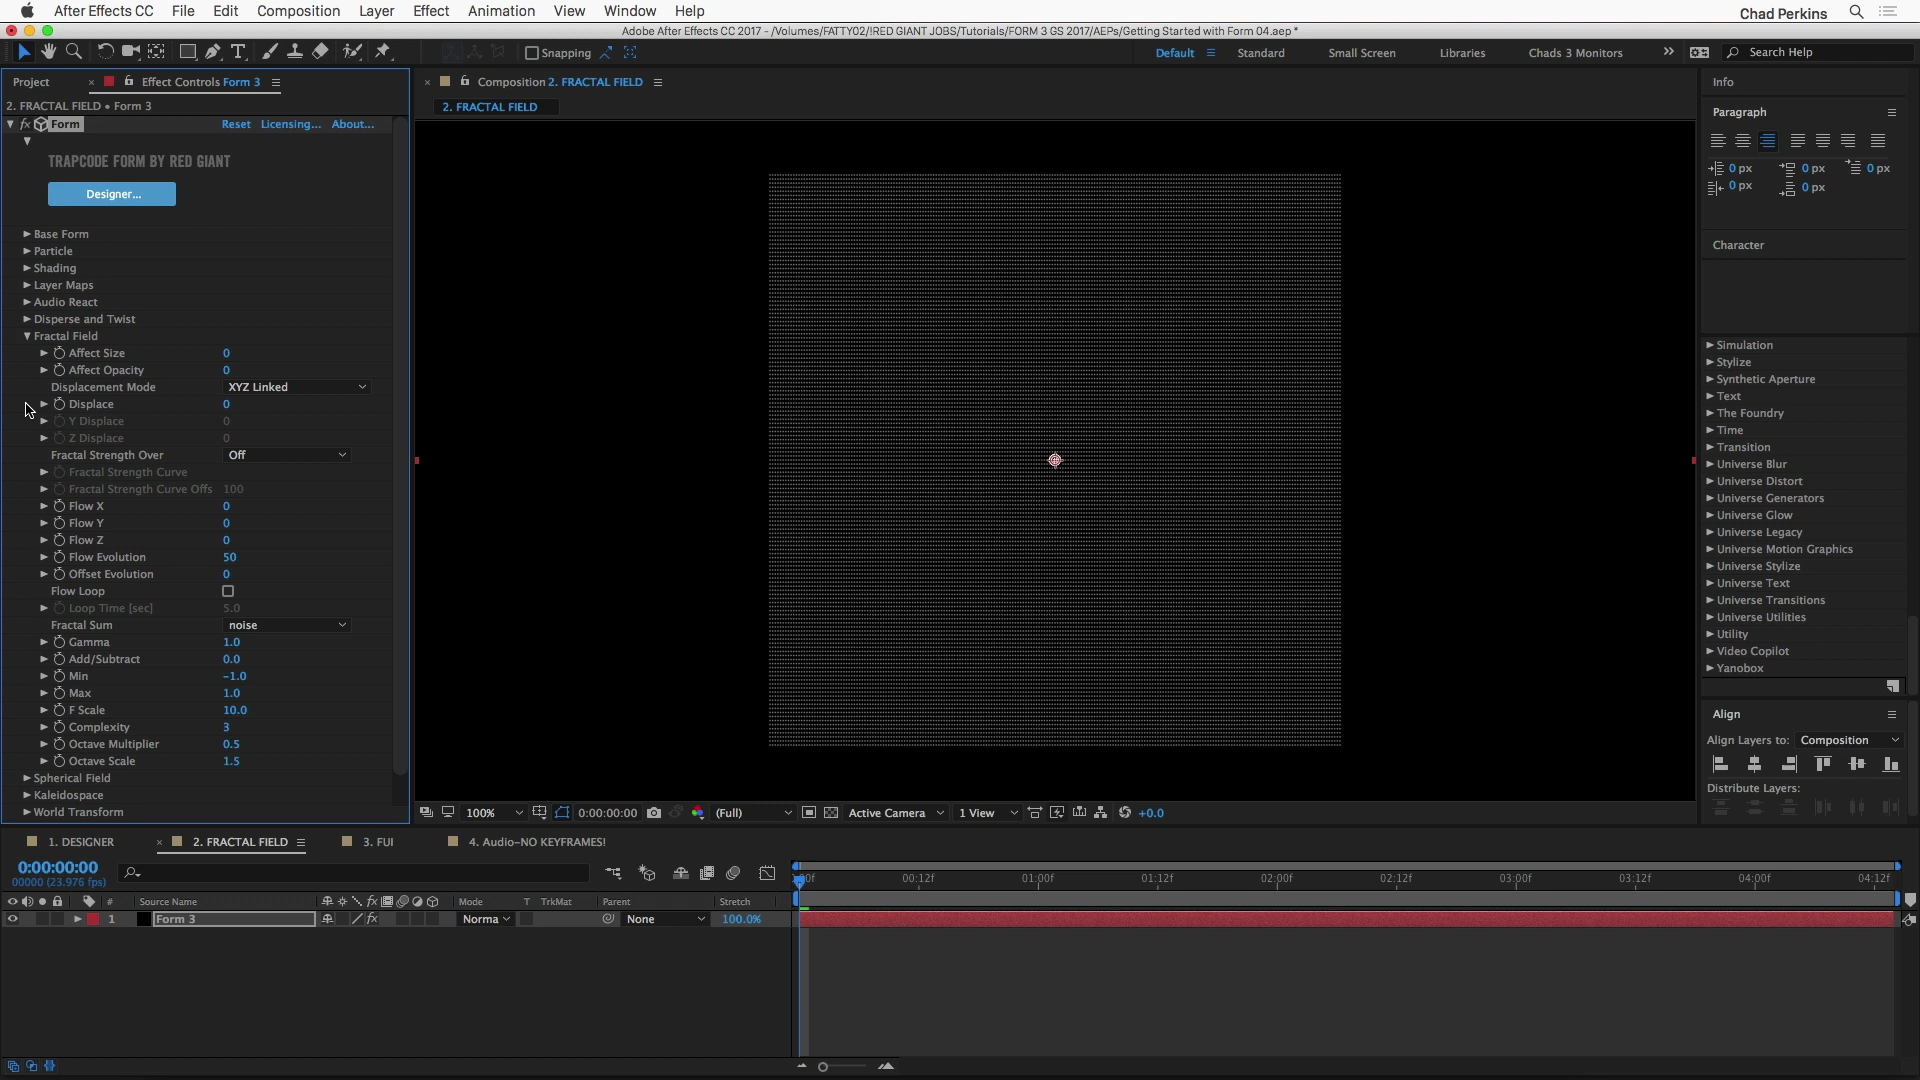 After Effects CC File Edit Composition Layer Effect Animation View Window Help Chad Perkins
Adobe After Effects CC 2017 - /Volumes/FATTY02/!RED GIANT JOBS/Tutorials/FORM 3 GS 2017/AEPs/Getting Started with Form 04.aep *
Snapping Default Standard Small Screen Libraries Chads 3 Monitors Search Help
Project Effect Controls Form 3
2. FRACTAL FIELD • Form 3
fx Form Reset Licensing... About...
TRAPCODE FORM BY RED GIANT
Designer...
Base Form
Particle
Shading
Layer Maps
Audio React
Disperse and Twist
Fractal Field
Affect Size 0
Affect Opacity 0
Displacement Mode XYZ Linked
Displace 0
Y Displace 0
Z Displace 0
Fractal Strength Over Off
Fractal Strength Curve
Fractal Strength Curve Offs 100
Flow X 0
Flow Y 0
Flow Z 0
Flow Evolution 50
Offset Evolution 0
Flow Loop
Loop Time [sec] 5.0
Fractal Sum noise
Gamma 1.0
Add/Subtract 0.0
Min -1.0
Max 1.0
F Scale 10.0
Complexity 3
Octave Multiplier 0.5
Octave Scale 1.5
Spherical Field
Kaleidospace
World Transform
Composition 2. FRACTAL FIELD
2. FRACTAL FIELD
100% 0:00:00:00 (Full) Active Camera 1 View +0.0
Info
Paragraph
0 px 0 px 0 px
0 px 0 px
Character
Simulation
Stylize
Synthetic Aperture
Text
The Foundry
Time
Transition
Universe Blur
Universe Distort
Universe Generators
Universe Glow
Universe Legacy
Universe Motion Graphics
Universe Stylize
Universe Text
Universe Transitions
Universe Utilities
Utility
Video Copilot
Yanobox
Align
Align Layers to: Composition
Distribute Layers:
1. DESIGNER 2. FRACTAL FIELD 3. FUI 4. Audio-NO KEYFRAMES!
0:00:00:00
00000 (23.976 fps)
00f 00:12f 01:00f 01:12f 02:00f 02:12f 03:00f 03:12f 04:00f 04:12f
# Source Name fx Mode T TrkMat Parent Stretch
1 Form 3 fx Norma None 100.0%